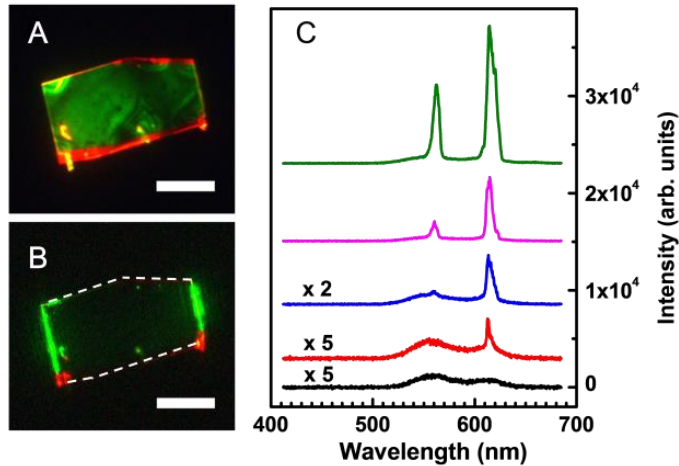 A
B
C
3x10⁴
2x10⁴
x 2
1x10⁴
x 5
x 5
0
400 500 600 700
Wavelength (nm)
Intensity (arb. units)